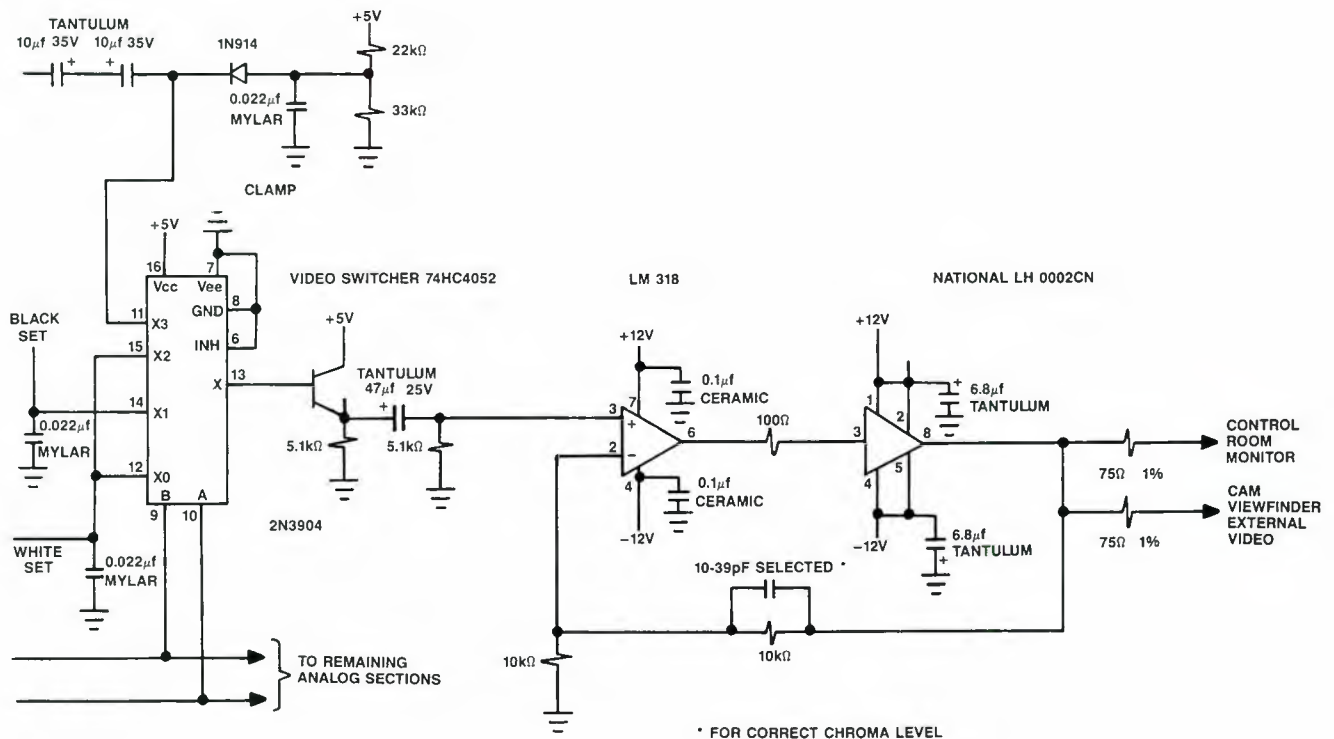 TANTULUM
10µf 35V
10µf 35V
+
+
1N914
+5V
22kΩ
0.022µf
MYLAR
33kΩ
CLAMP
+5V
16
7
Vcc
Vee
8
GND
6
INH
VIDEO SWITCHER 74HC4052
LM 318
NATIONAL LH 0002CN
BLACK
SET
11
X3
15
X2
13
X
14
X1
0.022µf
MYLAR
12
X0
B
A
9
10
2N3904
WHITE
SET
0.022µf
MYLAR
+5V
TANTULUM
47µf 25V
+
5.1kΩ
5.1kΩ
+12V
7
0.1µf
CERAMIC
3
+
2
−
6
4
0.1µf
CERAMIC
−12V
100Ω
+12V
1
2
+
6.8µf
TANTULUM
3
8
5
4
−12V
6.8µf
TANTULUM
+
75Ω 1%
CONTROL
ROOM
MONITOR
75Ω 1%
CAM
VIEWFINDER
EXTERNAL
VIDEO
10-39pF SELECTED *
10kΩ
10kΩ
TO REMAINING
ANALOG SECTIONS
* FOR CORRECT CHROMA LEVEL